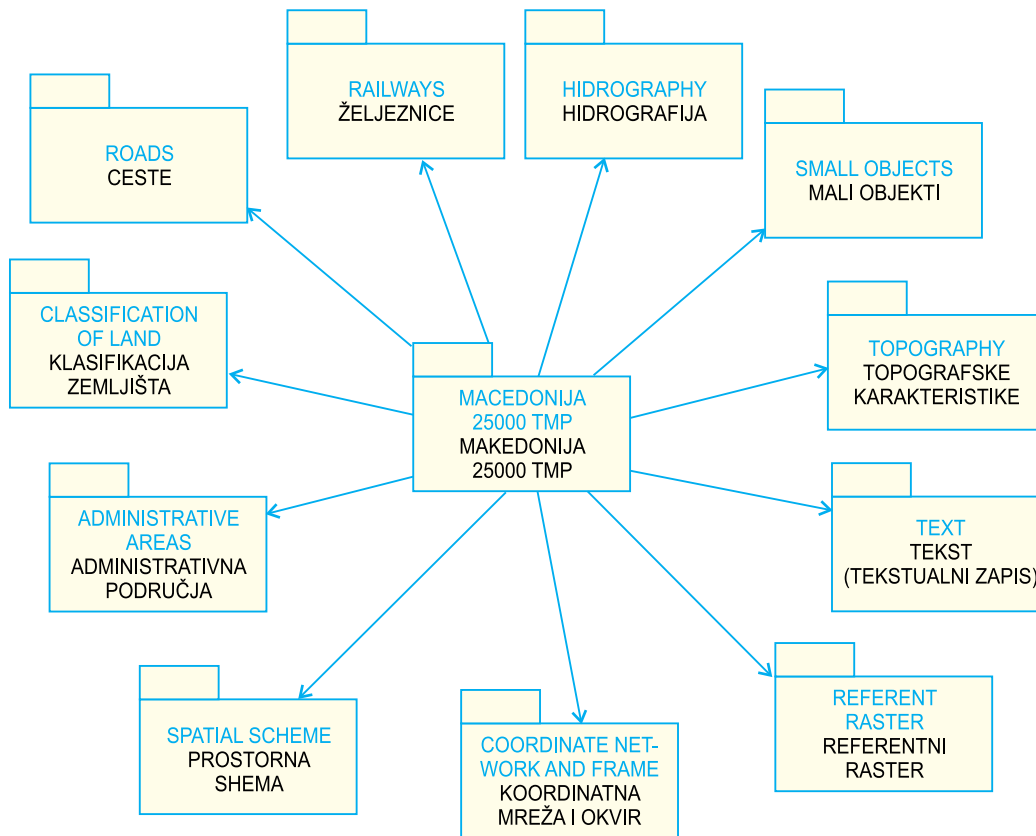 RAILWAYS
ŽELJEZNICE
HIDROGRAPHY
HIDROGRAFIJA
ROADS
CESTE
SMALL OBJECTS
MALI OBJEKTI
CLASSIFICATION
OF LAND
KLASIFIKACIJA
ZEMLJIŠTA
TOPOGRAPHY
TOPOGRAFSKE
KARAKTERISTIKE
MACEDONIJA
25000 TMP
MAKEDONIJA
25000 TMP
ADMINISTRATIVE
AREAS
ADMINISTRATIVNA
PODRUČJA
TEXT
TEKST
(TEKSTUALNI ZAPIS)
SPATIAL SCHEME
PROSTORNA
SHEMA
COORDINATE NET-
WORK AND FRAME
KOORDINATNA
MREŽA I OKVIR
REFERENT
RASTER
REFERENTNI
RASTER